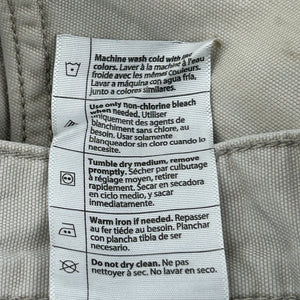 Machine wash cold with like
colors. Laver à la machine à l'eau
froide avec les mêmes couleurs.
Lavar a máquina con agua fría,
junto a colores similares.
Use only non-chlorine bleach
when needed. Utiliser
uniquement des agents de
blanchiment sans chlore, au
besoin. Usar solamente
blanqueador sin cloro cuando lo
necesite.
Tumble dry medium, remove
promptly. Sécher par culbutage
à réglage moyen, retirer
rapidement. Secar en secadora
en ciclo medio, y sacar
inmediatamente.
Warm iron if needed. Repasser
au fer tiède au besoin. Planchar
con plancha tibia de ser
necesario.
Do not dry clean. Ne pas
nettoyer à sec. No lavar en seco.